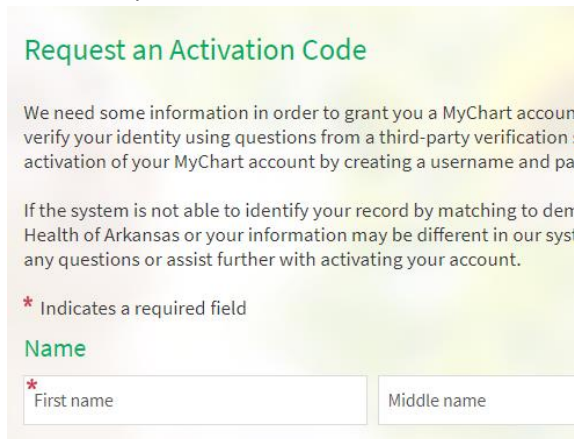 Request an Activation Code
We need some information in order to grant you a MyChart accoun
verify your identity using questions from a third-party verification
activation of your MyChart account by creating a username and pa
If the system is not able to identify your record by matching to dem
Health of Arkansas or your information may be different in our syst
any questions or assist further with activating your account.
* Indicates a required field
Name
* First name Middle name